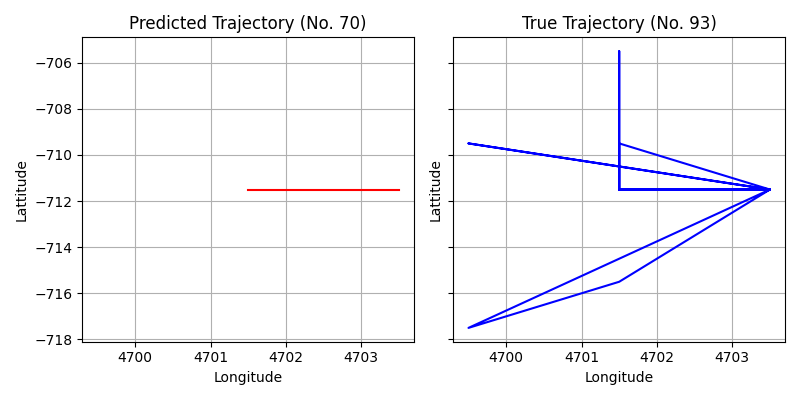 Predicted Trajectory (No. 70)
True Trajectory (No. 93)
Lattitude
−706
−708
−710
−712
−714
−716
−718
4700
4701
4702
4703
Longitude
Lattitude
4700
4701
4702
4703
Longitude